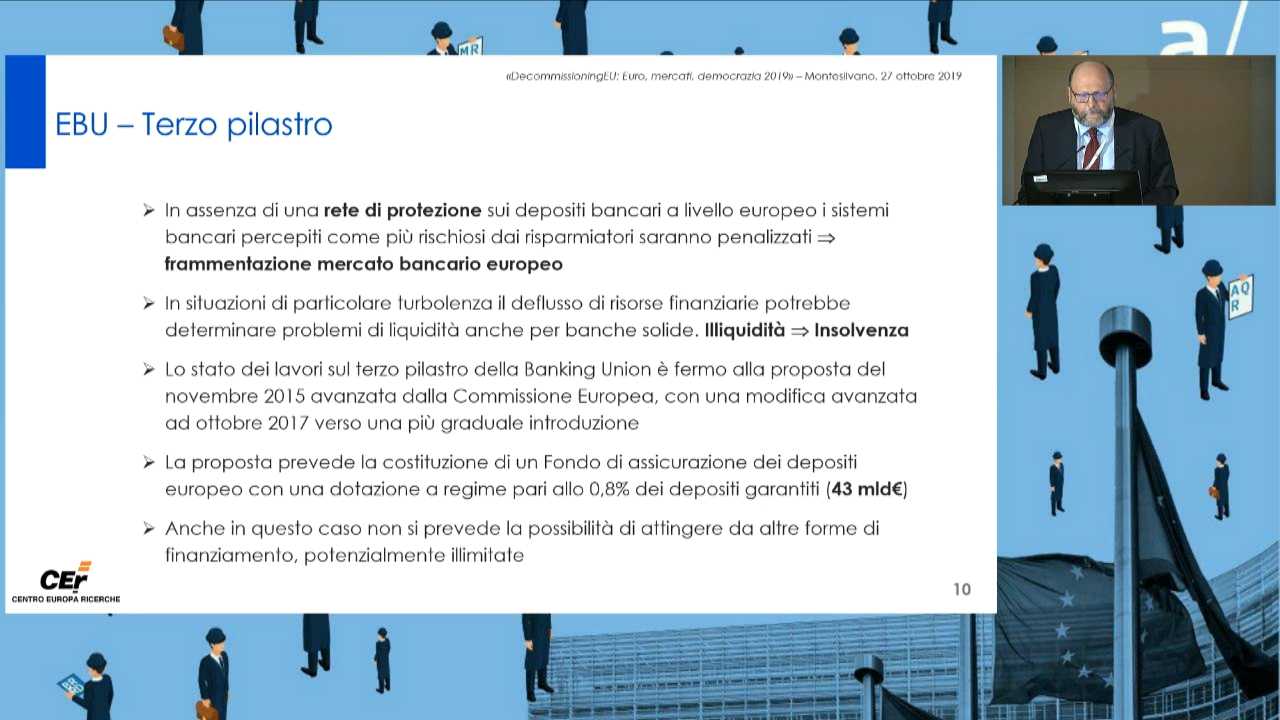 MR
a/
«DecommissioningEU: Euro, mercati, democrazia 2019» – Montesilvano, 27 ottobre 2019
EBU – Terzo pilastro
➢ In assenza di una rete di protezione sui depositi bancari a livello europeo i sistemi
bancari percepiti come più rischiosi dai risparmiatori saranno penalizzati ⇒
frammentazione mercato bancario europeo
➢ In situazioni di particolare turbolenza il deflusso di risorse finanziarie potrebbe
determinare problemi di liquidità anche per banche solide. Illiquidità ⇒ Insolvenza
➢ Lo stato dei lavori sul terzo pilastro della Banking Union è fermo alla proposta del
novembre 2015 avanzata dalla Commissione Europea, con una modifica avanzata
ad ottobre 2017 verso una più graduale introduzione
➢ La proposta prevede la costituzione di un Fondo di assicurazione dei depositi
europeo con una dotazione a regime pari allo 0,8% dei depositi garantiti (43 mld€)
➢ Anche in questo caso non si prevede la possibilità di attingere da altre forme di
finanziamento, potenzialmente illimitate
CEr
CENTRO EUROPA RICERCHE
10
AQ
R